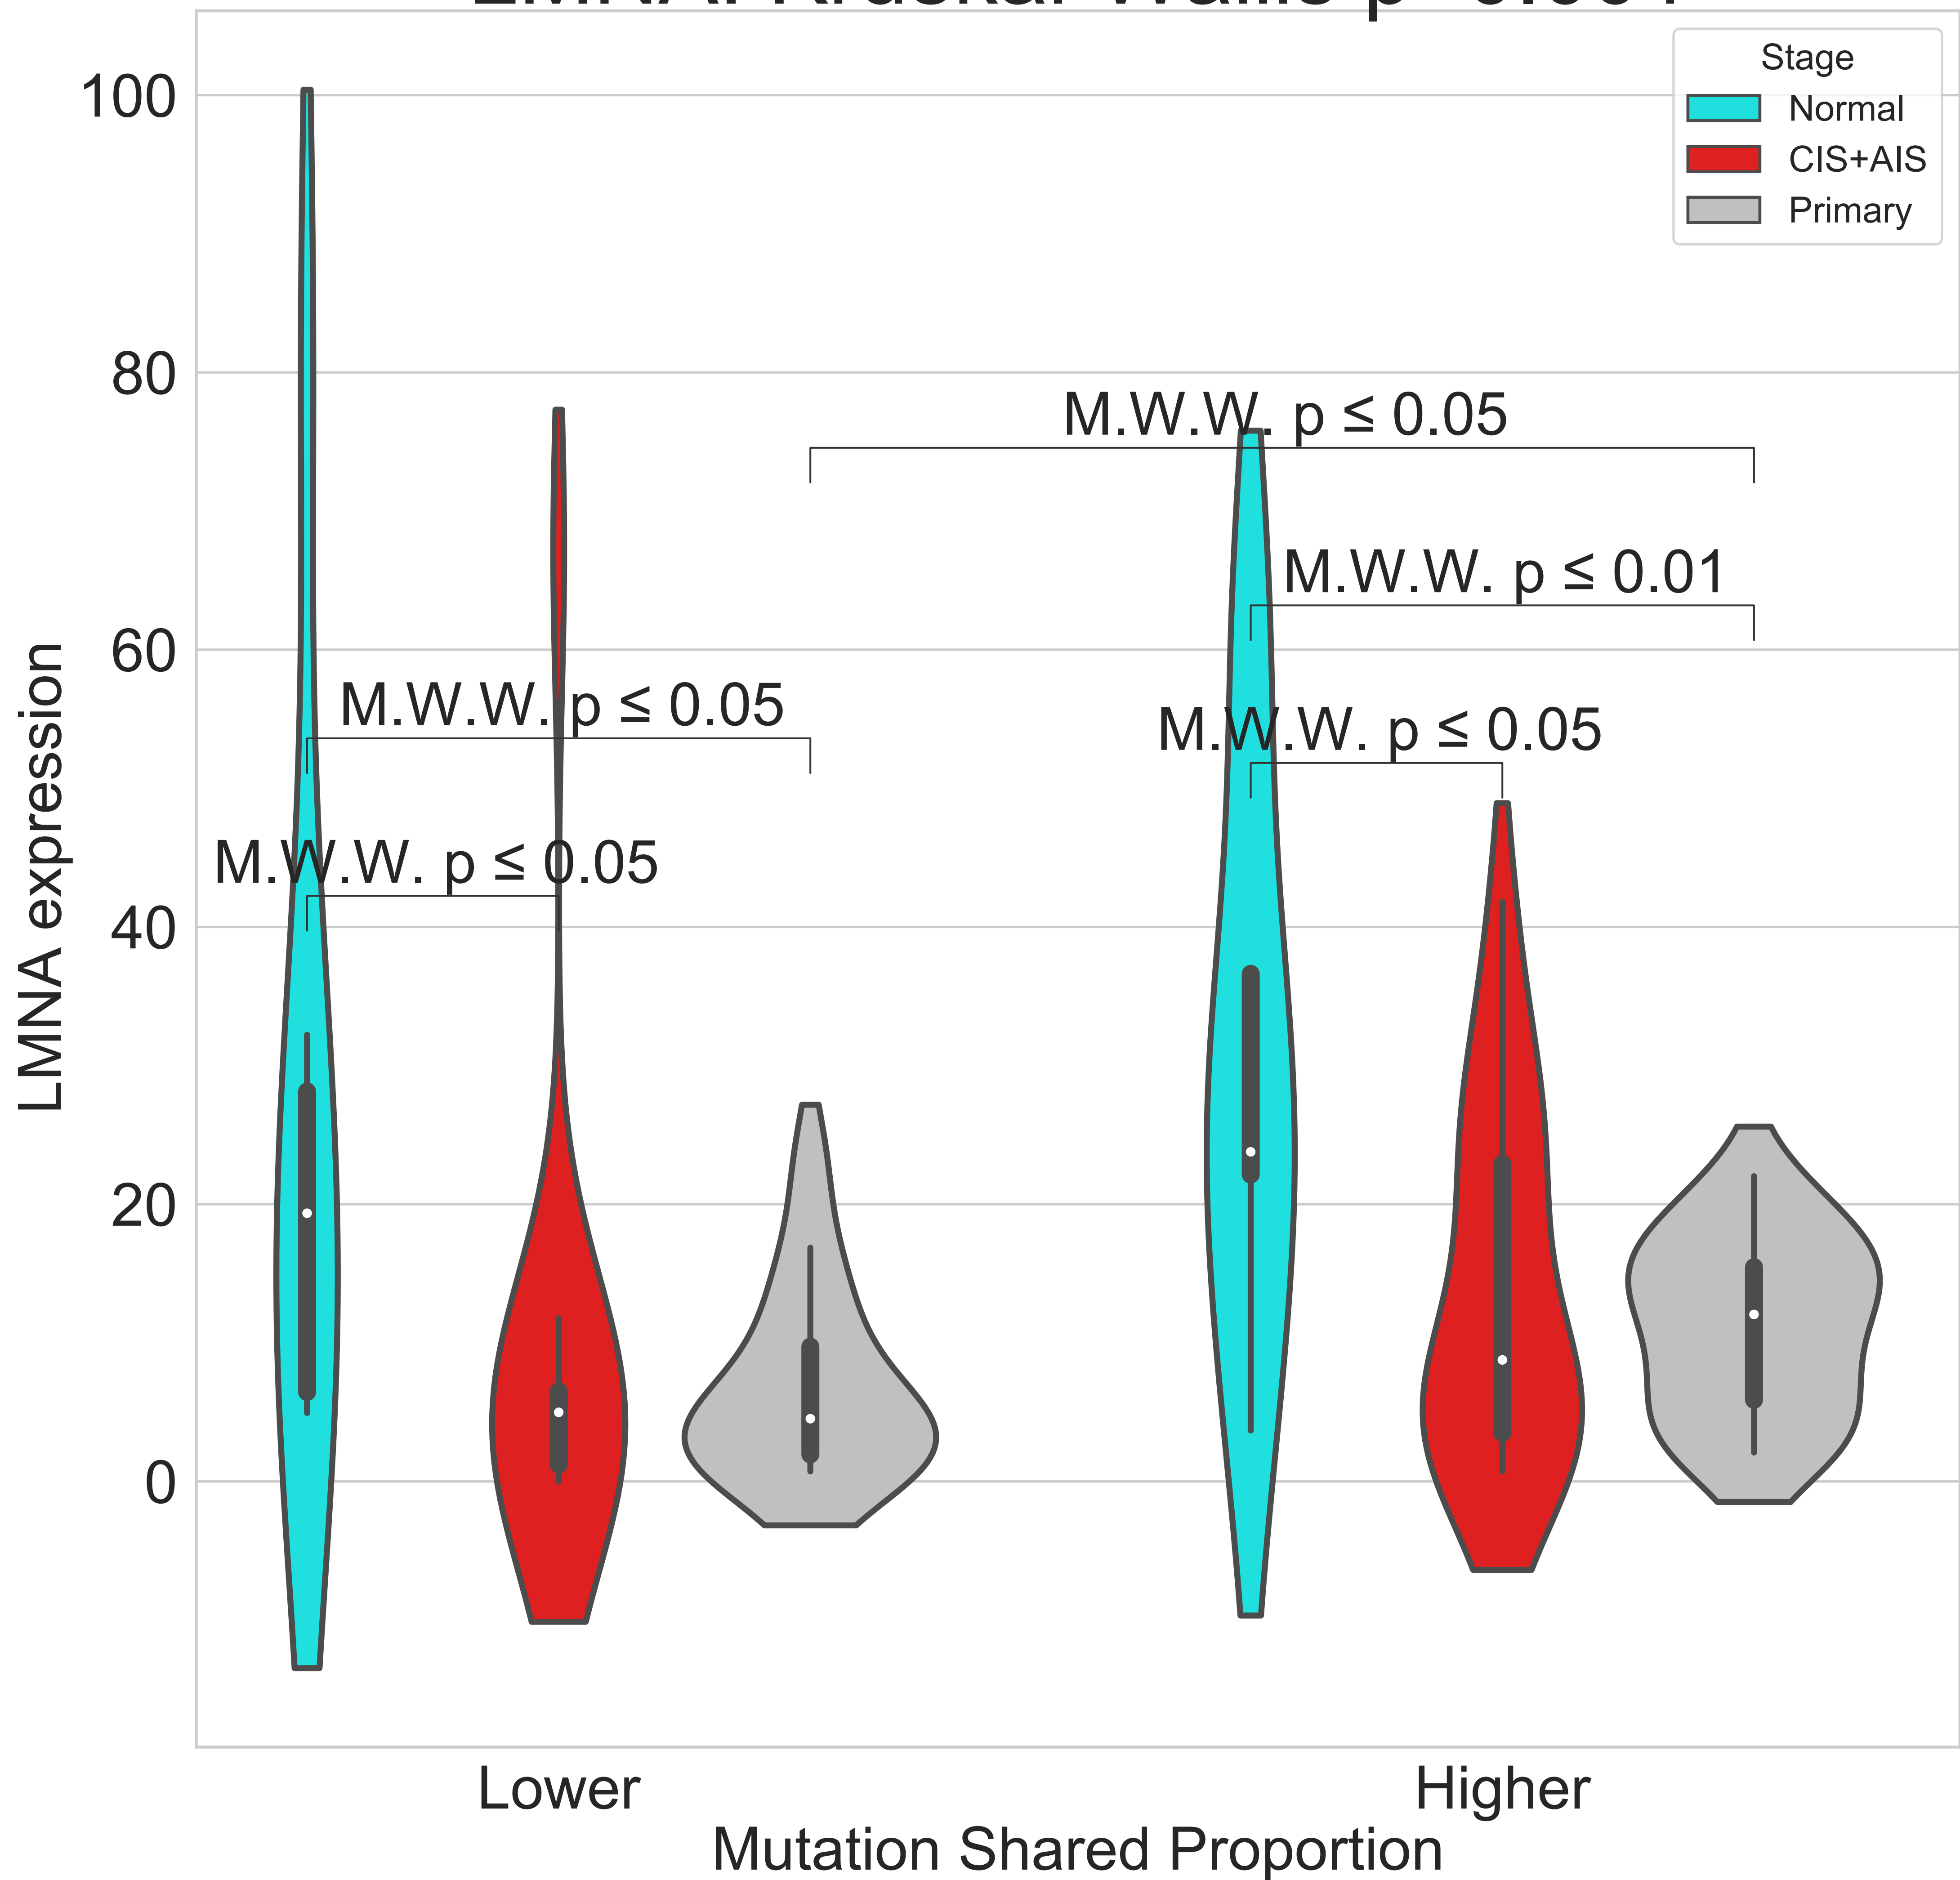 Stage
Normal
CIS+AIS
Primary
100
80
60
40
20
0
LMNA expression
M.W.W. p ≤ 0.05
M.W.W. p ≤ 0.01
M.W.W. p ≤ 0.05
M.W.W. p ≤ 0.05
M.W.W. p ≤ 0.05
Lower
Higher
Mutation Shared Proportion